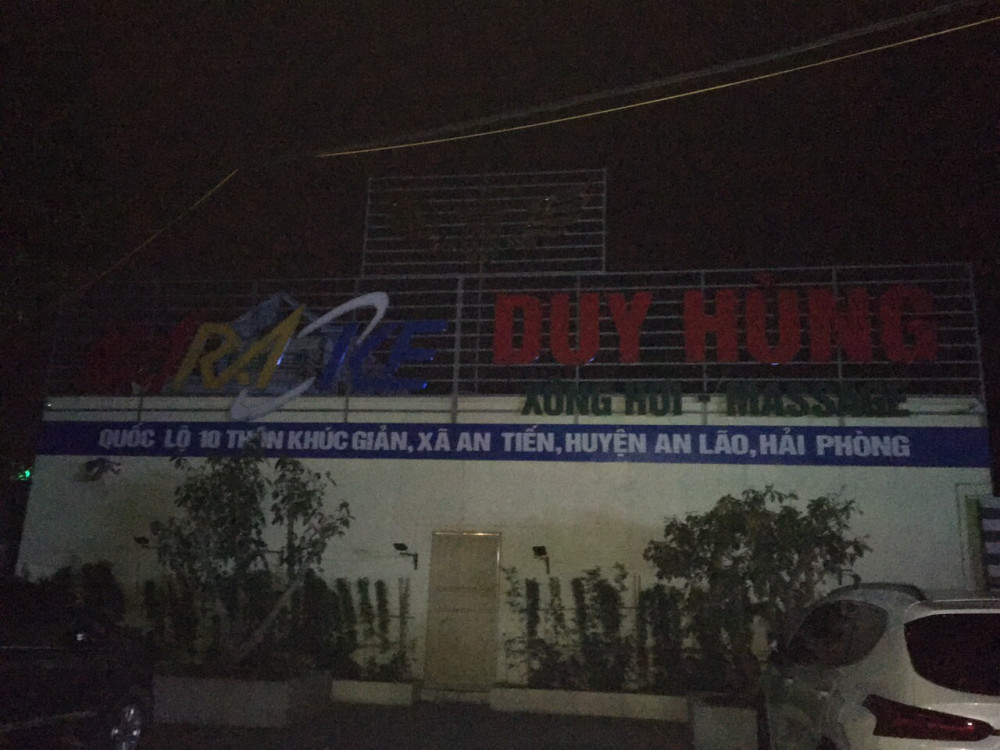 KARAOKE
DUY HÙNG
XÔNG HƠI - MASSAGE
QUỐC LỘ 10 THÔN KHÚC GIẢN, XÃ AN TIẾN, HUYỆN AN LÃO, HẢI PHÒNG